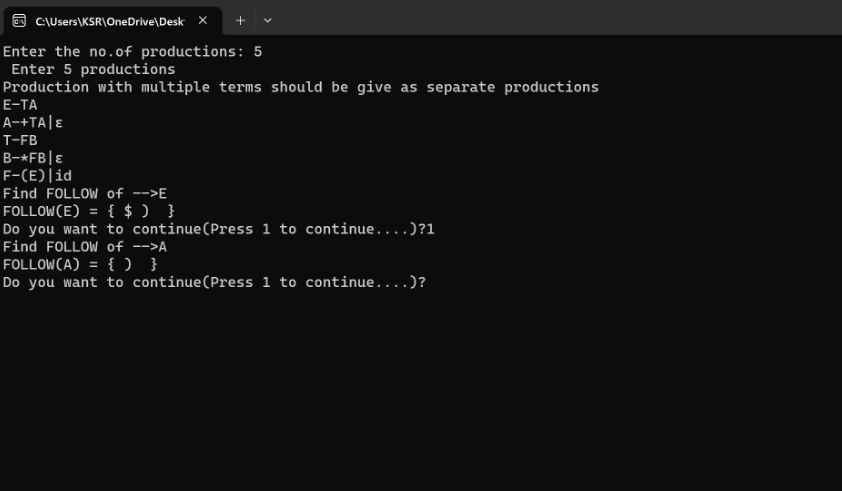 C:\Users\KSR\OneDrive\Desk
Enter the no.of productions: 5
Enter 5 productions
Production with multiple terms should be give as separate productions
E-TA
A-+TA|ε
T-FB
B-*FB|ε
F-(E)|id
Find FOLLOW of -->E
FOLLOW(E) = { $ )  }
Do you want to continue(Press 1 to continue....)?1
Find FOLLOW of -->A
FOLLOW(A) = { )  }
Do you want to continue(Press 1 to continue....)?